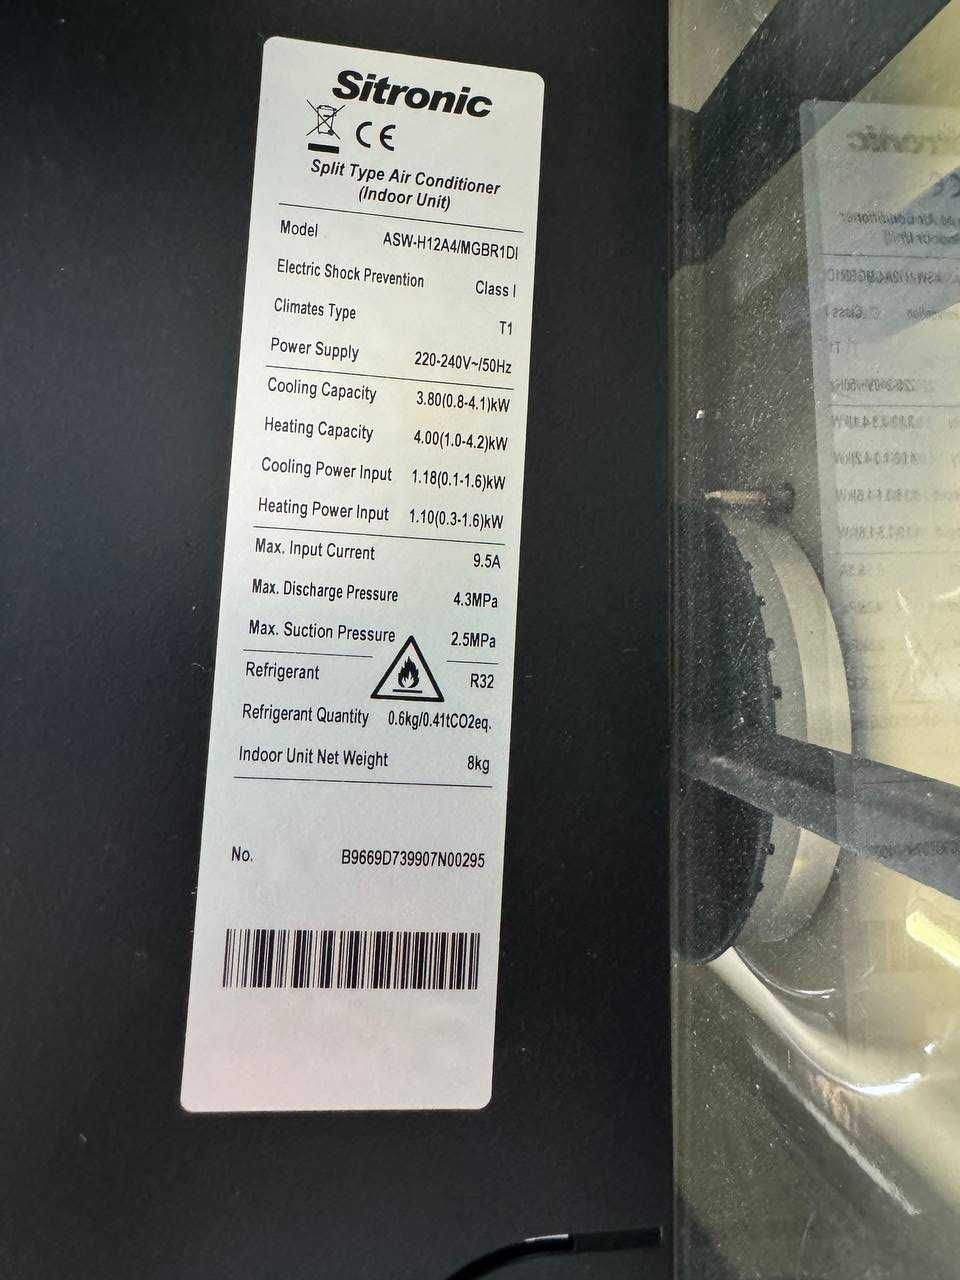 Sitronic
CE
Split Type Air Conditioner
(Indoor Unit)
Model ASW-H12A4/MGBR1DI
Electric Shock Prevention Class I
Climates Type T1
Power Supply 220-240V~/50Hz
Cooling Capacity 3.80(0.8-4.1)kW
Heating Capacity 4.00(1.0-4.2)kW
Cooling Power Input 1.18(0.1-1.6)kW
Heating Power Input 1.10(0.3-1.6)kW
Max. Input Current 9.5A
Max. Discharge Pressure 4.3MPa
Max. Suction Pressure 2.5MPa
Refrigerant R32
Refrigerant Quantity 0.6kg/0.41tCO2eq.
Indoor Unit Net Weight 8kg
No. B9669D739907N00295